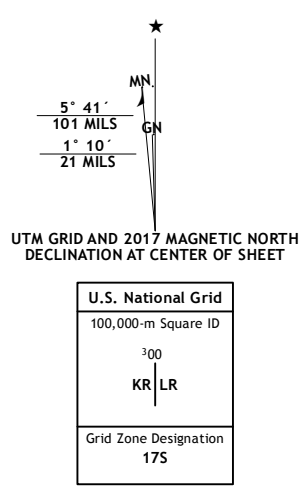 ★
MN.
5° 41´
101 MILS
GN
1° 10´
21 MILS
UTM GRID AND 2017 MAGNETIC NORTH
DECLINATION AT CENTER OF SHEET
U.S. National Grid
100,000-m Square ID
³00
KR LR
Grid Zone Designation
17S